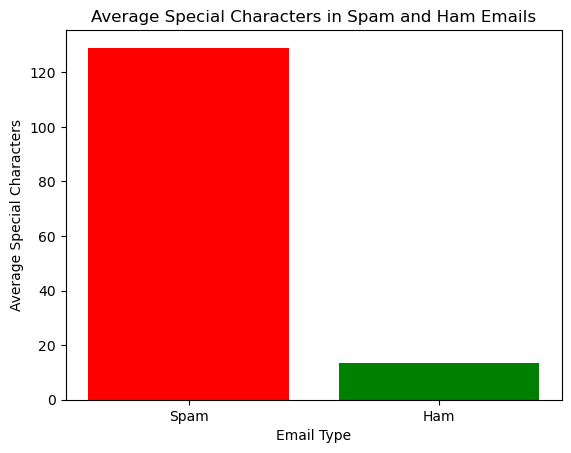 Average Special Characters in Spam and Ham Emails
120
100
80
60
40
20
0
Average Special Characters
Spam Ham
Email Type